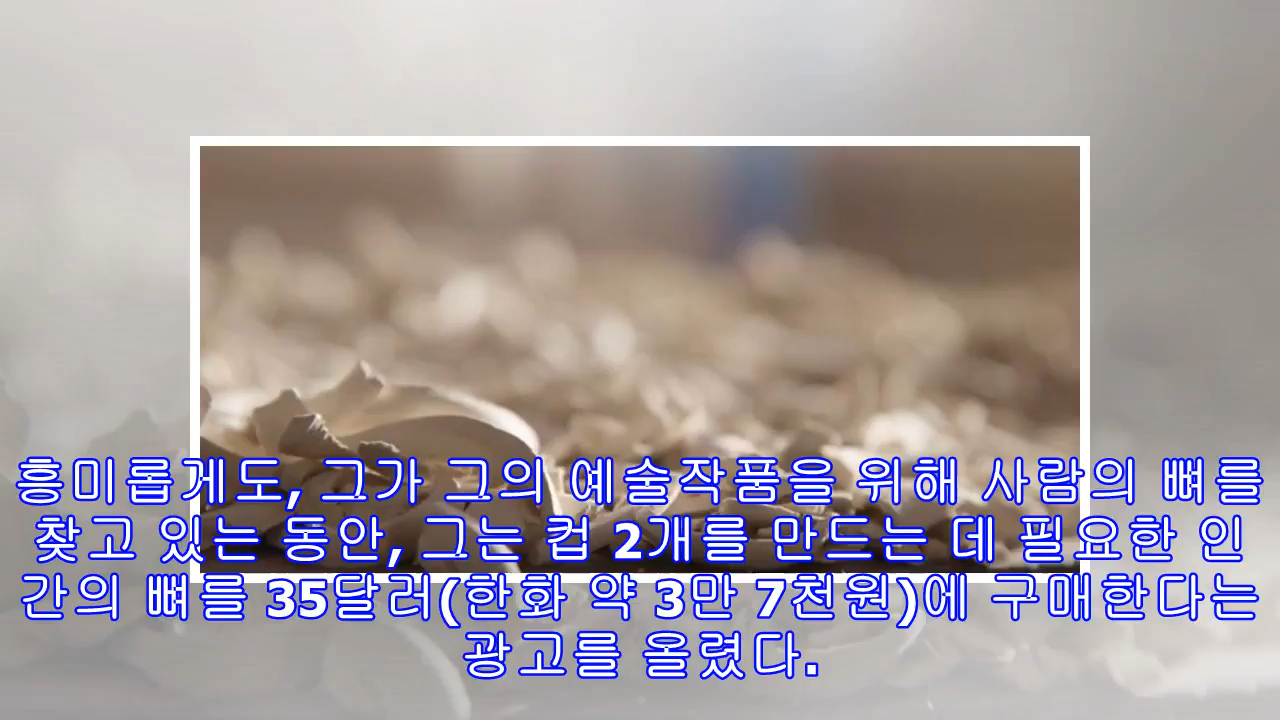 흥미롭게도, 그가 그의 예술작품을 위해 사람의 뼈를
찾고 있는 동안, 그는 컵 2개를 만드는 데 필요한 인
간의 뼈를 35달러(한화 약 3만 7천원)에 구매한다는
광고를 올렸다.